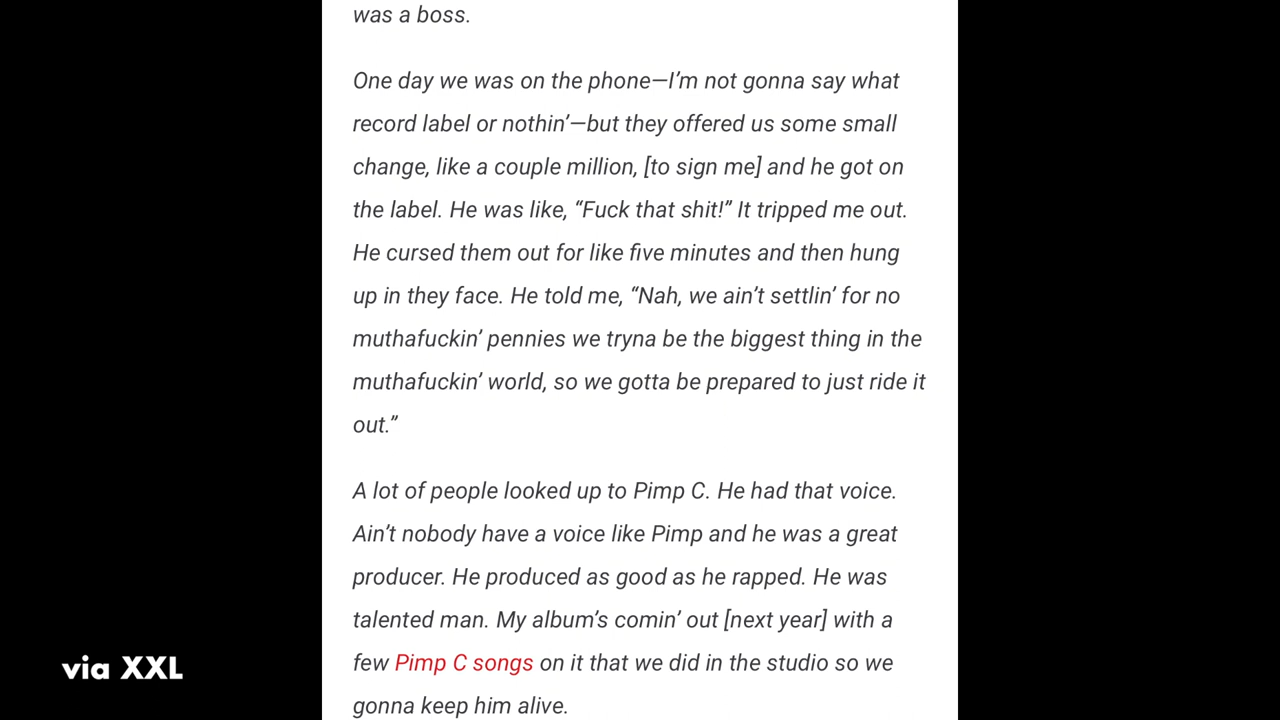 was a boss.
One day we was on the phone—I’m not gonna say what
record label or nothin’—but they offered us some small
change, like a couple million, [to sign me] and he got on
the label. He was like, “Fuck that shit!” It tripped me out.
He cursed them out for like five minutes and then hung
up in they face. He told me, “Nah, we ain’t settlin’ for no
muthafuckin’ pennies we tryna be the biggest thing in the
muthafuckin’ world, so we gotta be prepared to just ride it
out.”
A lot of people looked up to Pimp C. He had that voice.
Ain’t nobody have a voice like Pimp and he was a great
producer. He produced as good as he rapped. He was
talented man. My album’s comin’ out [next year] with a
few Pimp C songs on it that we did in the studio so we
gonna keep him alive.
via XXL